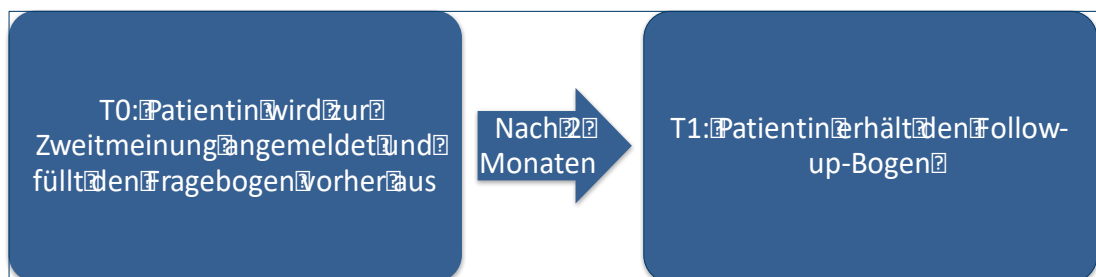 T0: Patientin wird zur
Zweitmeinung angemeldet und
füllt den Fragebogen vorher aus
Nach 2
Monaten
T1: Patientin erhält den Follow-
up-Bogen